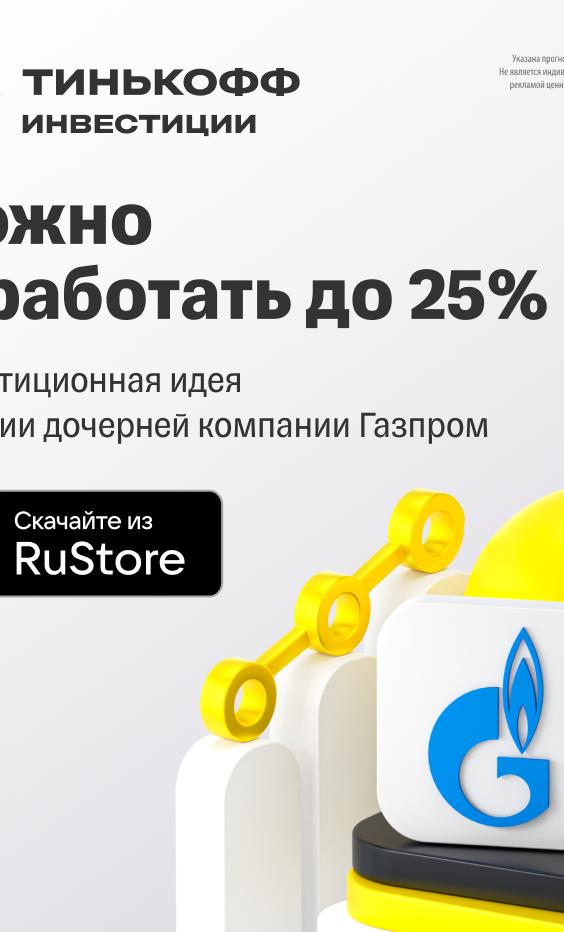 ТИНЬКОФФ
ИНВЕСТИЦИИ
Указана прогно
Не является индив
рекламой ценн
ожно
работать до 25%
тиционная идея
ии дочерней компании Газпром
Скачайте из
RuStore